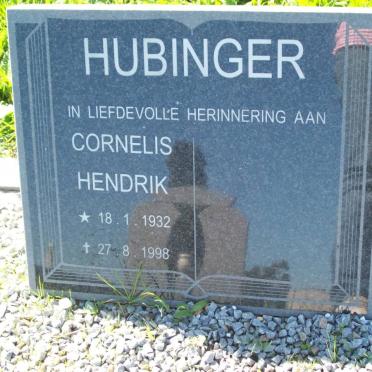 HUBINGER
IN LIEFDEVOLLE HERINNERING AAN
CORNELIS
HENDRIK
★ 18.1.1932
✝ 27.8.1998